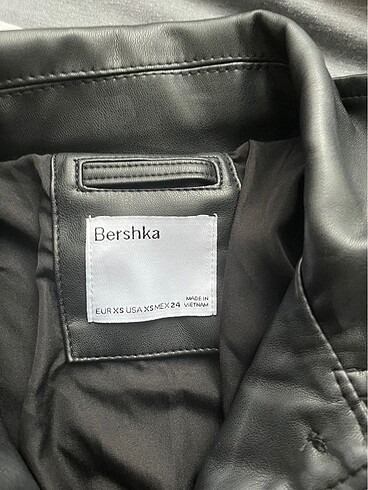 Bershka
MADE IN
VIETNAM
EUR XS USA XS MEX 24